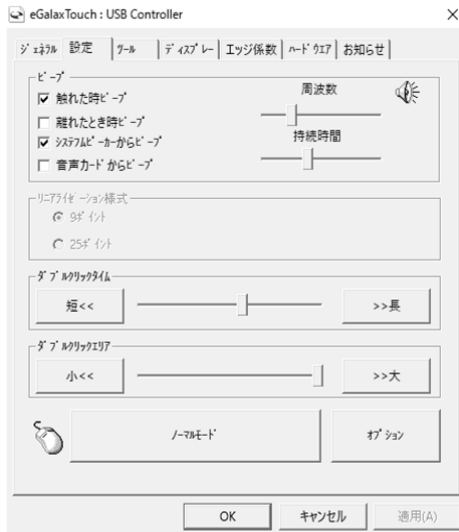 eGalaxTouch : USB Controller
ｼﾞｪﾈﾗﾙ 設定 ﾂｰﾙ ﾃﾞｨｽﾌﾟﾚｰ エッジ係数 ﾊｰﾄﾞｳｴｱ お知らせ
ﾋﾞｰﾌﾟ
触れた時ﾋﾞｰﾌﾟ
離れたとき時ﾋﾞｰﾌﾟ
ｼｽﾃﾌﾑﾋﾟｰｶｰからﾋﾞｰﾌﾟ
音声ｶｰﾄﾞからﾋﾞｰﾌﾟ
周波数
持続時間
ﾘﾆｱﾗｲｾﾞｰｼｮﾝ様式
9ﾎﾟｲﾝﾄ
25ﾎﾟｲﾝﾄ
ﾀﾞﾌﾞﾙｸﾘｯｸﾀｲﾑ
短<< >>長
ﾀﾞﾌﾞﾙｸﾘｯｸｴﾘｱ
小<< >>大
ﾉｰﾏﾙﾓｰﾄﾞ ｵﾌﾟｼｮﾝ
OK キャンセル 適用(A)